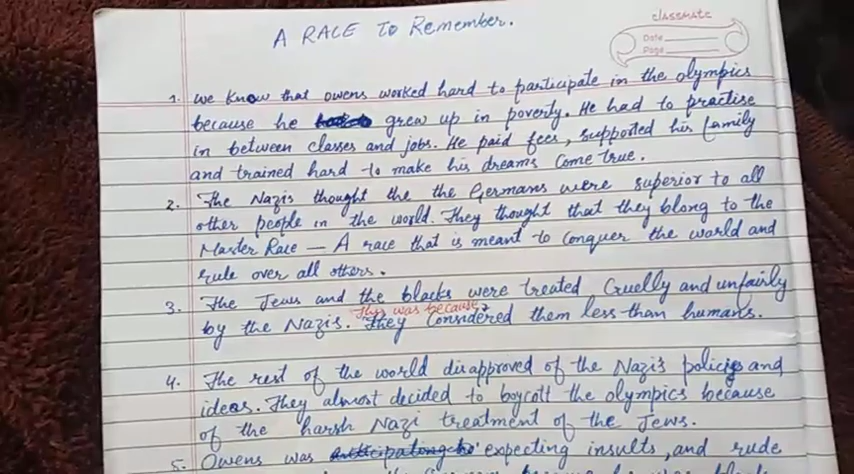 A RACE To Remember.
classmate
Date
Page
1. we know that owens worked hard to participate in the olympics
because he grew up in poverty. He had to practise
in between classes and jobs. He paid fees, supported his family
and trained hard to make his dreams come true.
2. The Nazis thought the the Germans were superior to all
other people in the world. They thought that they blong to the
Master Race — A race that is meant to conquer the world and
rule over all others.
3. The Jews and the blacks were treated cruelly and unfairly
This was because
by the Nazis. They considered them less than humans.
4. The rest of the world disapproved of the Nazi's policies and
ideas. They almost decided to boycott the olympics because
of the harsh Nazi treatment of the Jews.
5. Owens was expecting insults, and rude